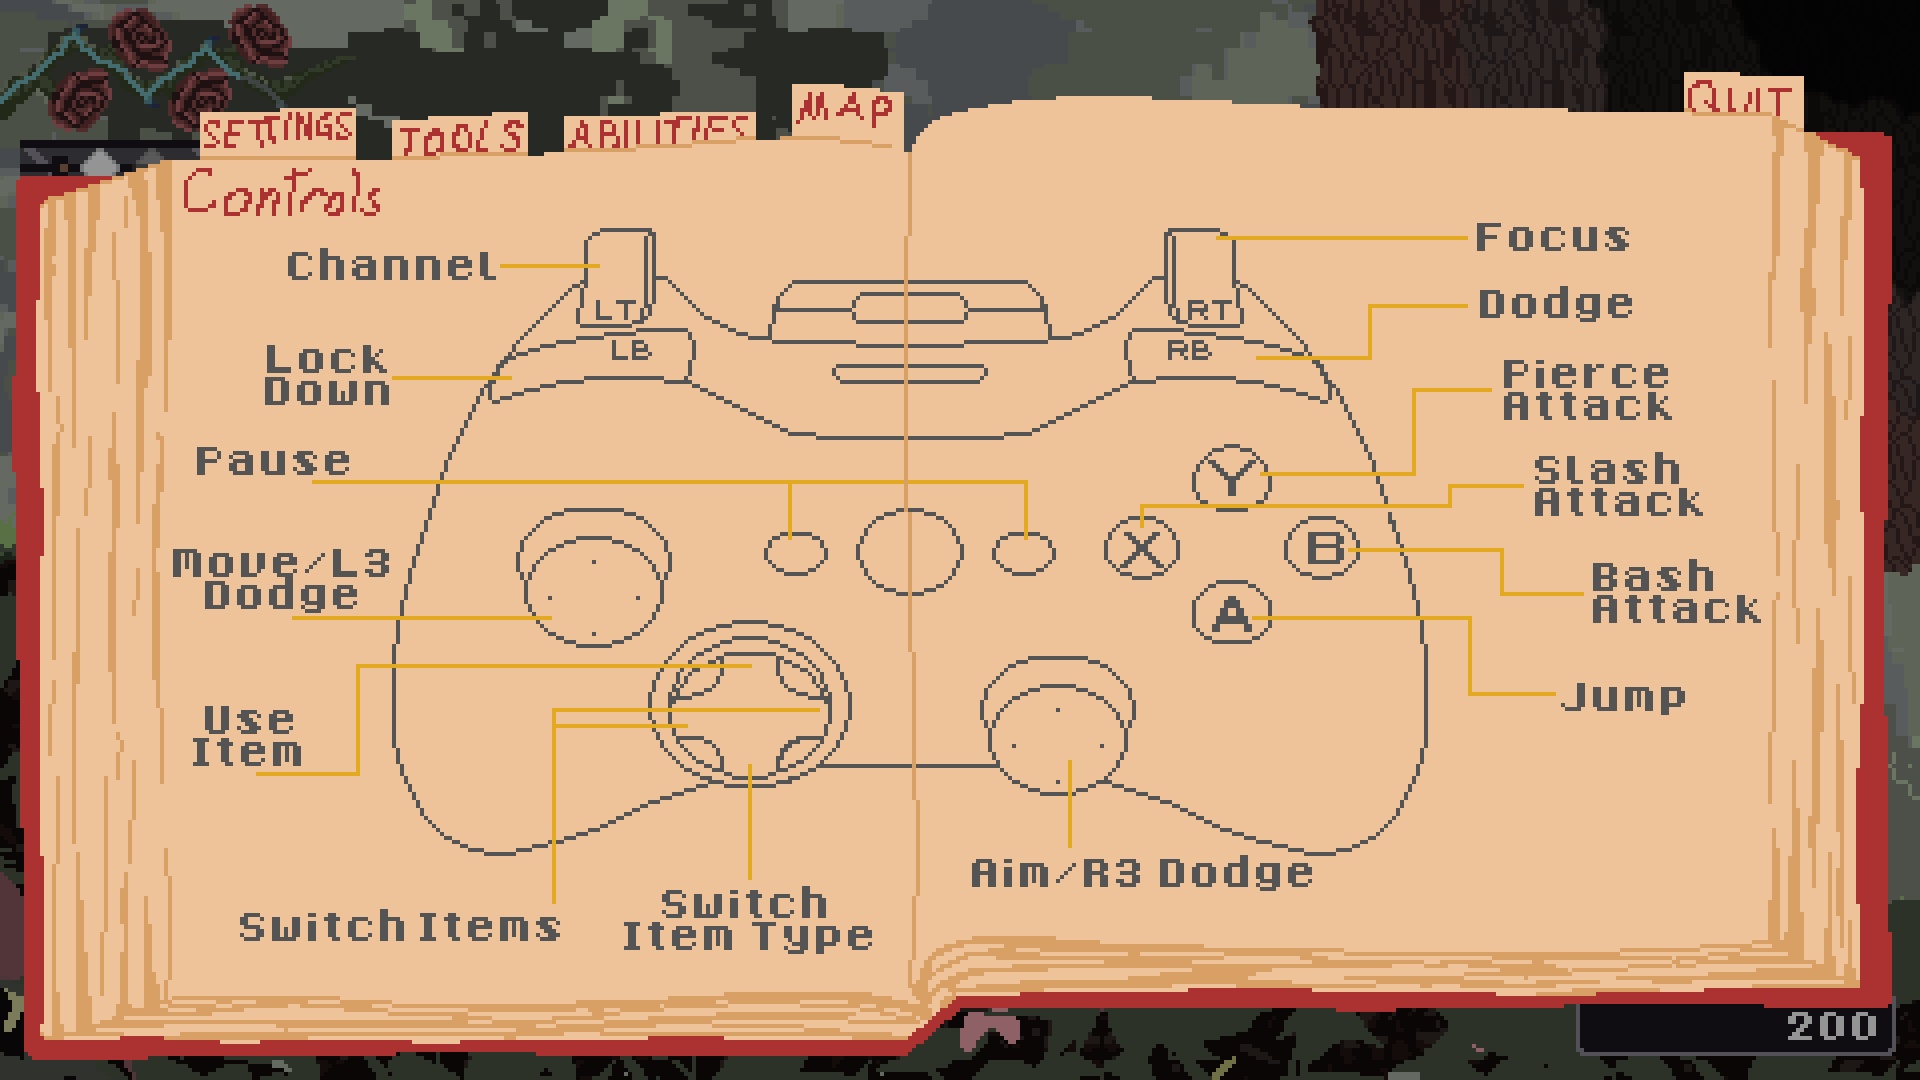 SETTINGS
TOOLS
ABILITIES
MAP
QUIT
Controls
Channel
LT
RT
Focus
Dodge
Lock
Down
LB
RB
Pierce
Attack
Pause
Y
Slash
Attack
X
B
Move/L3
Dodge
Bash
Attack
A
Use
Item
Jump
Aim/R3 Dodge
Switch Items
Switch
Item Type
200